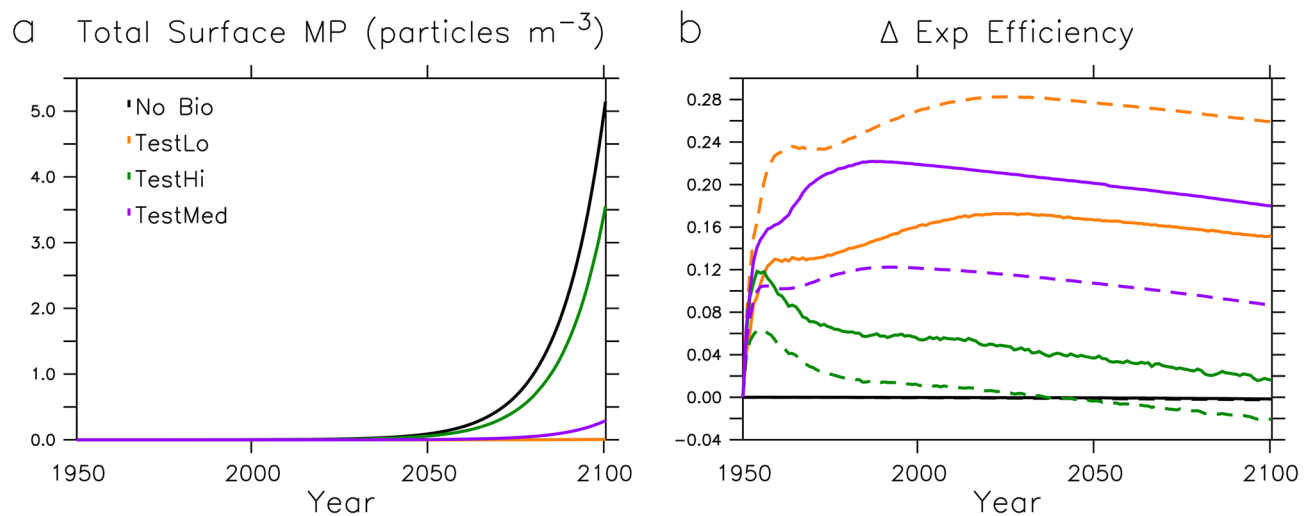 a Total Surface MP (particles m⁻³)
5.0
4.0
3.0
2.0
1.0
0.0
No Bio
TestLo
TestHi
TestMed
1950 2000 2050 2100
Year
b Δ Exp Efficiency
0.28
0.24
0.20
0.16
0.12
0.08
0.04
0.00
-0.04
1950 2000 2050 2100
Year